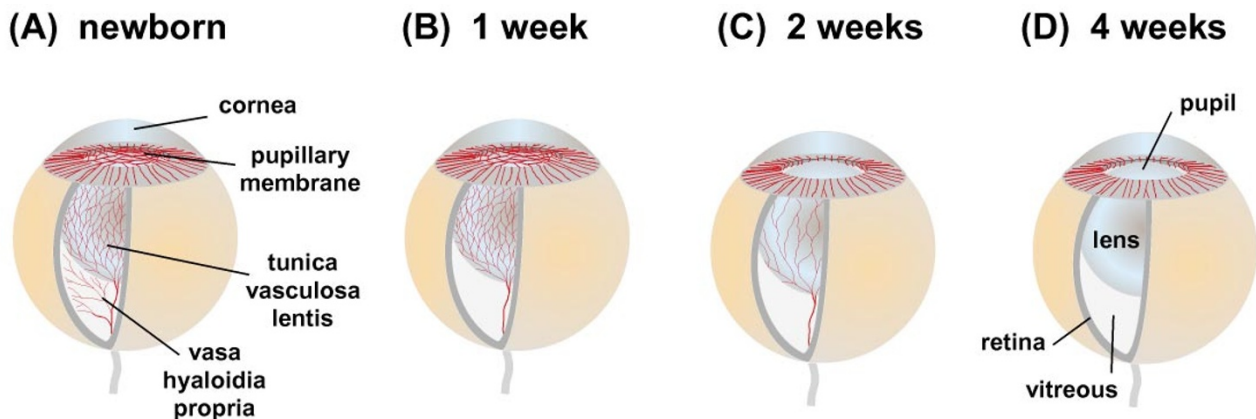 (A) newborn
(B) 1 week
(C) 2 weeks
(D) 4 weeks
cornea
pupillary
membrane
tunica
vasculosa
lentis
vasa
hyaloidia
propria
pupil
lens
retina
vitreous